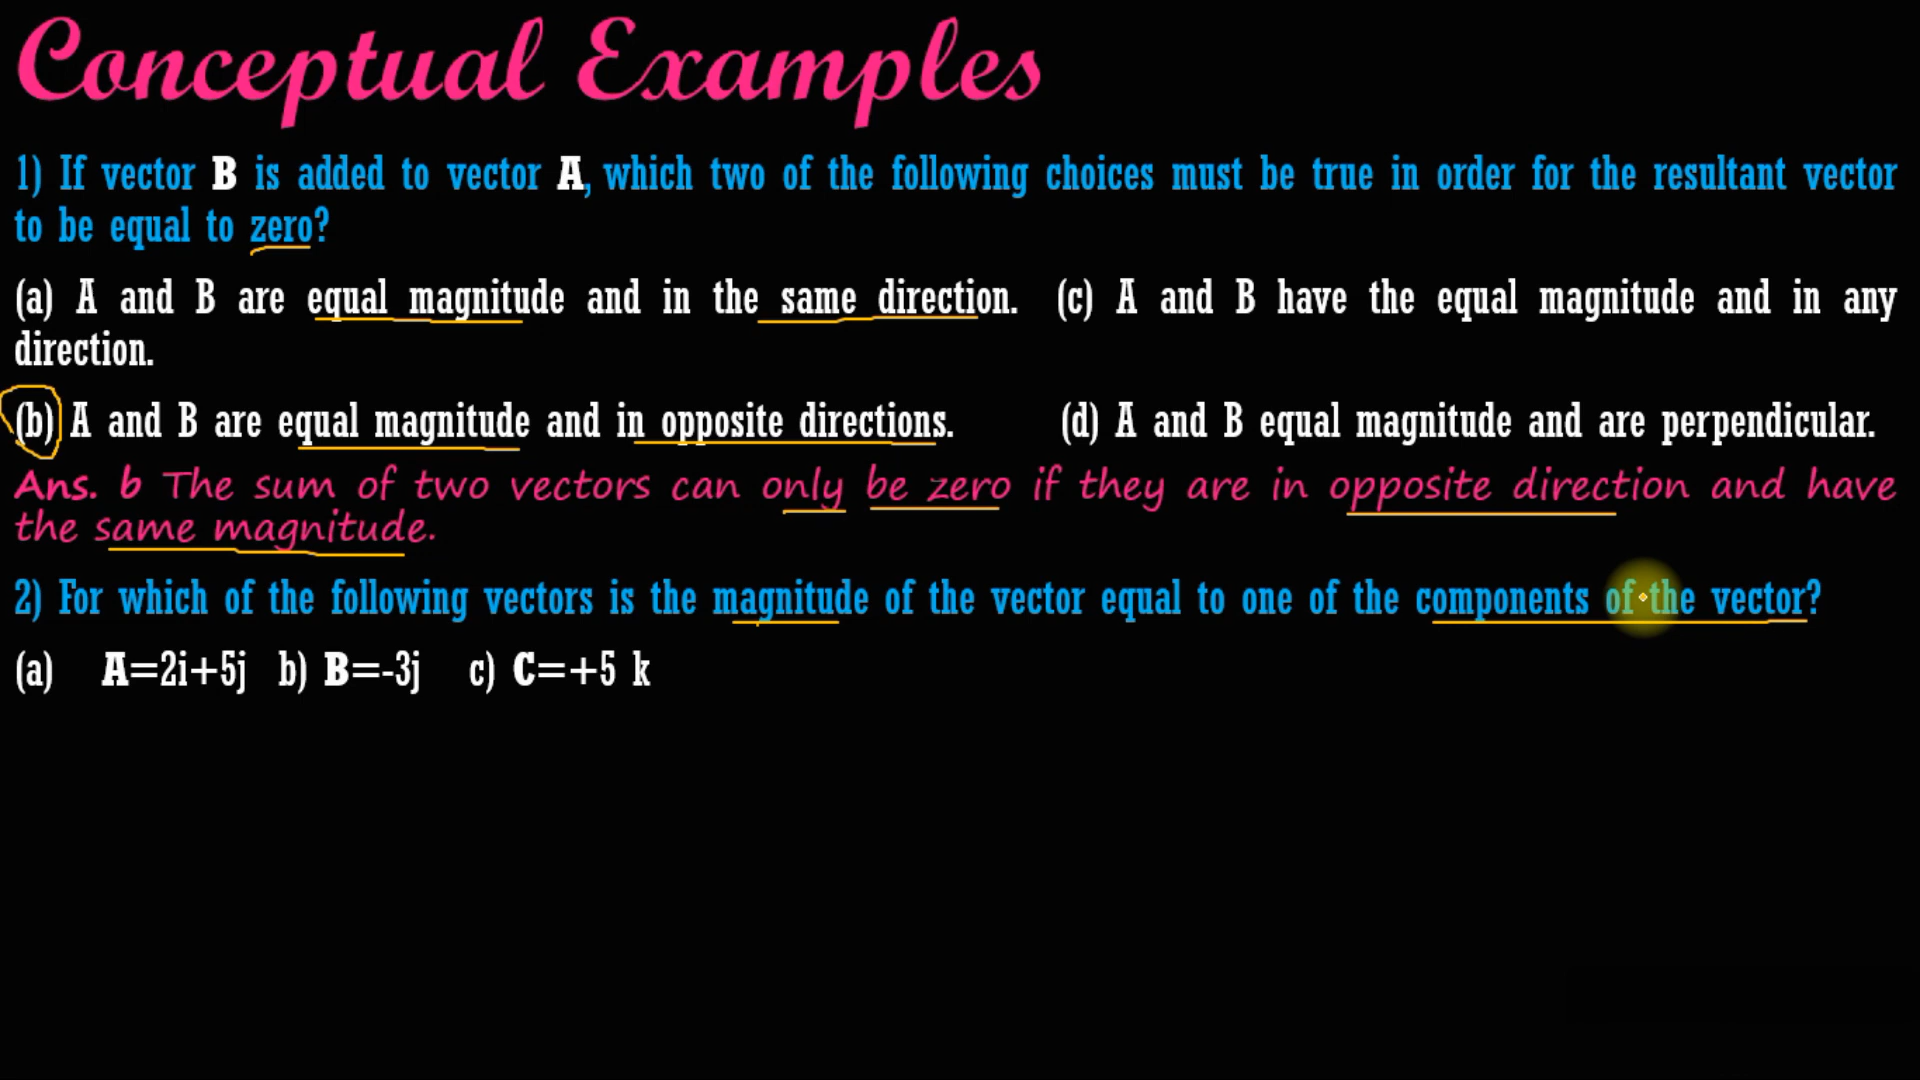 Conceptual Examples
1) If vector B is added to vector A, which two of the following choices must be true in order for the resultant vector
to be equal to zero?
(a) A and B are equal magnitude and in the same direction. (c) A and B have the equal magnitude and in any
direction.
(b) A and B are equal magnitude and in opposite directions. (d) A and B equal magnitude and are perpendicular.
Ans. b The sum of two vectors can only be zero if they are in opposite direction and have
the same magnitude.
2) For which of the following vectors is the magnitude of the vector equal to one of the components of the vector?
(a) A=2i+5j b) B=-3j c) C=+5 k